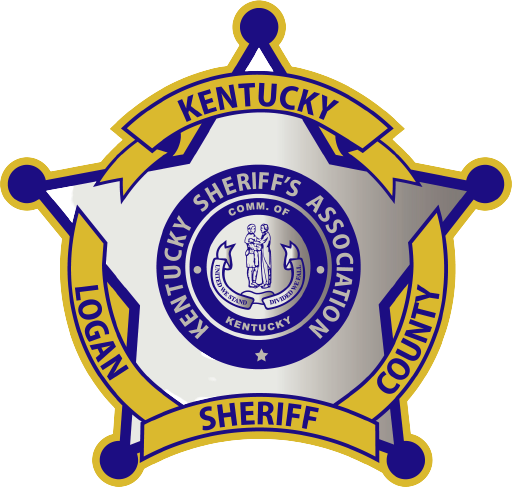 KENTUCKY
KENTUCKY SHERIFF'S ASSOCIATION
COMM. OF
UNITED WE STAND
DIVIDED WE FALL
KENTUCKY
LOGAN
COUNTY
SHERIFF